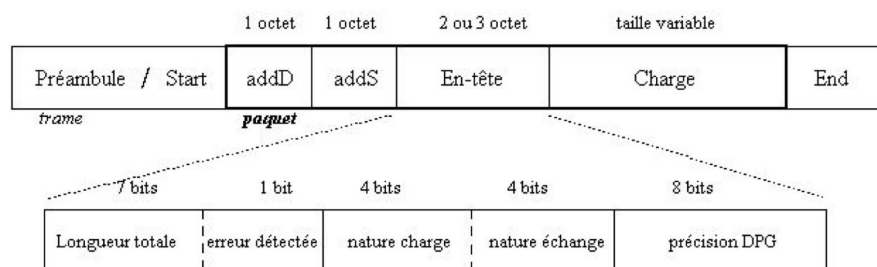 1 octet 1 octet 2 ou 3 octet taille variable
Préambule / Start addD addS En-tête Charge End
frame paquet
7 bits 1 bit 4 bits 4 bits 8 bits
Longueur totale erreur détectée nature charge nature échange précision DPG